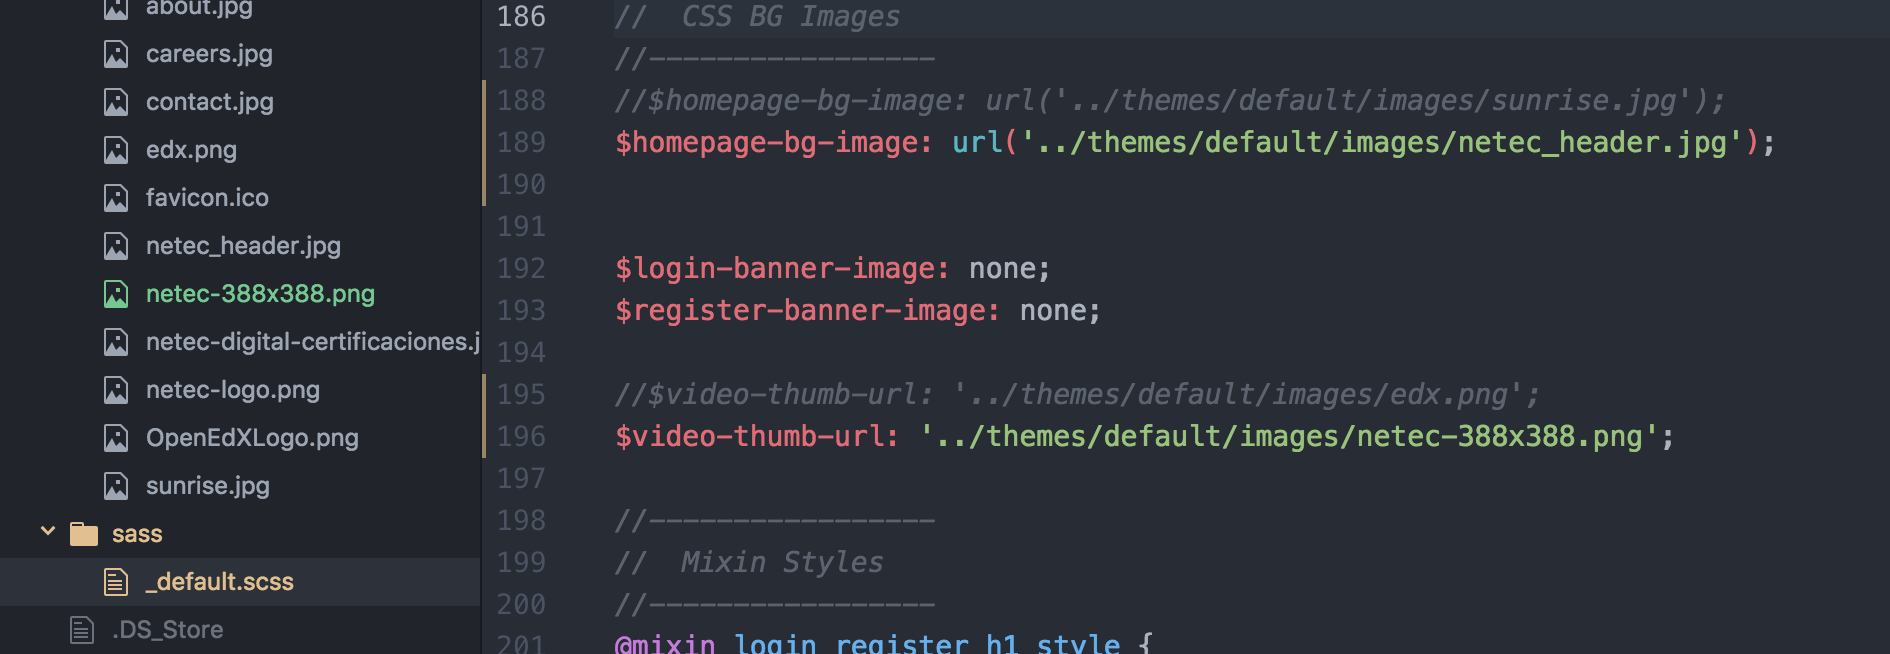 about.jpg
careers.jpg
contact.jpg
edx.png
favicon.ico
netec_header.jpg
netec-388x388.png
netec-digital-certificaciones.j
netec-logo.png
OpenEdXLogo.png
sunrise.jpg
sass
_default.scss
.DS_Store
186 //  CSS BG Images
187 //-----------------
188 //$homepage-bg-image: url('../themes/default/images/sunrise.jpg');
189 $homepage-bg-image: url('../themes/default/images/netec_header.jpg');
190
191
192 $login-banner-image: none;
193 $register-banner-image: none;
194
195 //$video-thumb-url: '../themes/default/images/edx.png';
196 $video-thumb-url: '../themes/default/images/netec-388x388.png';
197
198 //-----------------
199 //  Mixin Styles
200 //-----------------
201 @mixin login_register_h1_style {